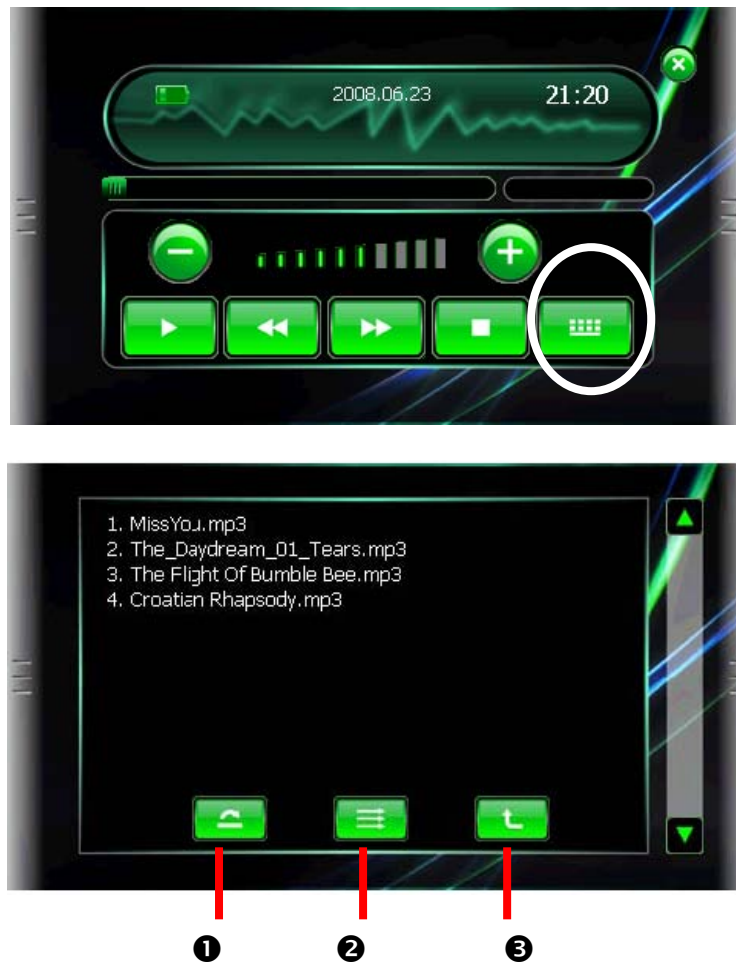 2008.06.23 21:20
1. MissYou.mp3
2. The_Daydream_01_Tears.mp3
3. The Flight Of Bumble Bee.mp3
4. Croatian Rhapsody.mp3
❶ ❷ ❸